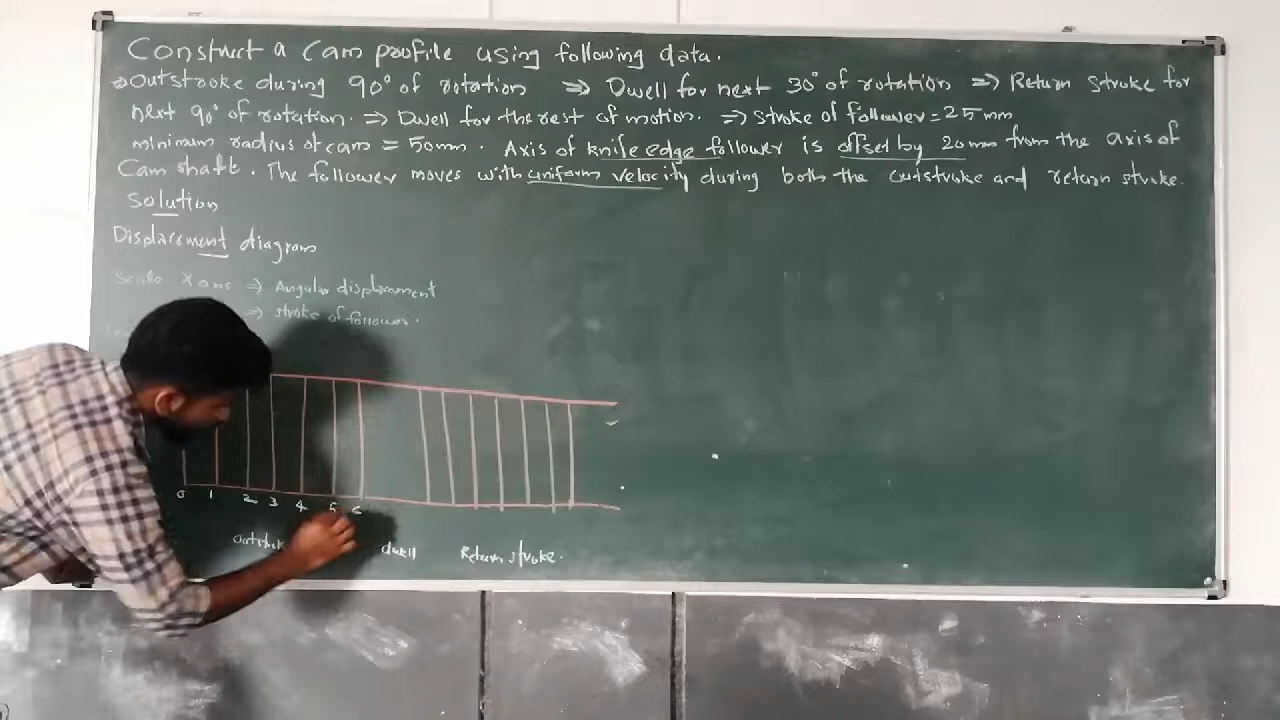 Construct a Cam profile using following data.
⇒ Outstroke during 90° of rotation ⇒ Dwell for next 30° of rotation ⇒ Return stroke for
next 90° of rotation. ⇒ Dwell for the rest of motion. ⇒ Stroke of follower = 25mm
minimum radius of cam = 50mm. Axis of knife edge follower is offset by 20mm from the axis of
Cam shaft. The follower moves with uniform velocity during both the outstroke and return stroke.
Solution
Displacement diagram
Scale X axis ⇒ Angular displacement
⇒ stroke of follower.
0 1 2 3 4 5 6
dwell Return stroke.